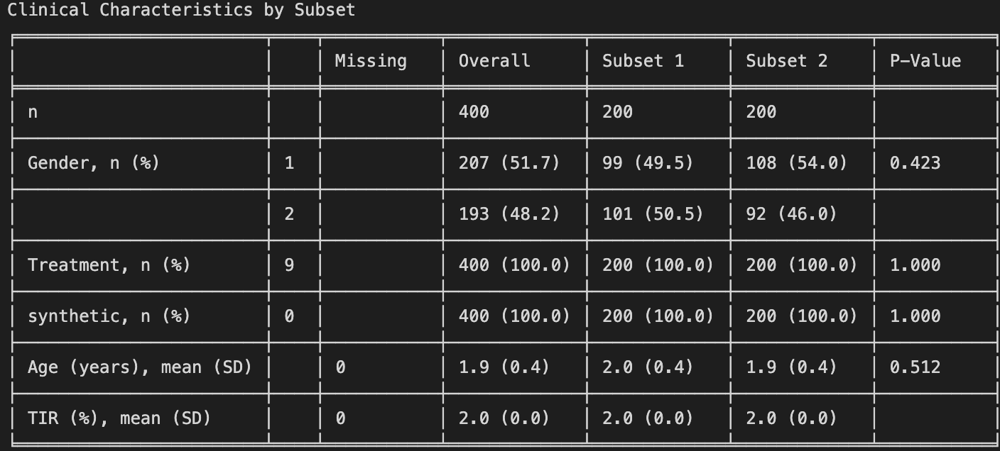 Clinical Characteristics by Subset
Missing Overall Subset 1 Subset 2 P-Value
n 400 200 200
Gender, n (%) 1 207 (51.7) 99 (49.5) 108 (54.0) 0.423
2 193 (48.2) 101 (50.5) 92 (46.0)
Treatment, n (%) 9 400 (100.0) 200 (100.0) 200 (100.0) 1.000
synthetic, n (%) 0 400 (100.0) 200 (100.0) 200 (100.0) 1.000
Age (years), mean (SD) 0 1.9 (0.4) 2.0 (0.4) 1.9 (0.4) 0.512
TIR (%), mean (SD) 0 2.0 (0.0) 2.0 (0.0) 2.0 (0.0)